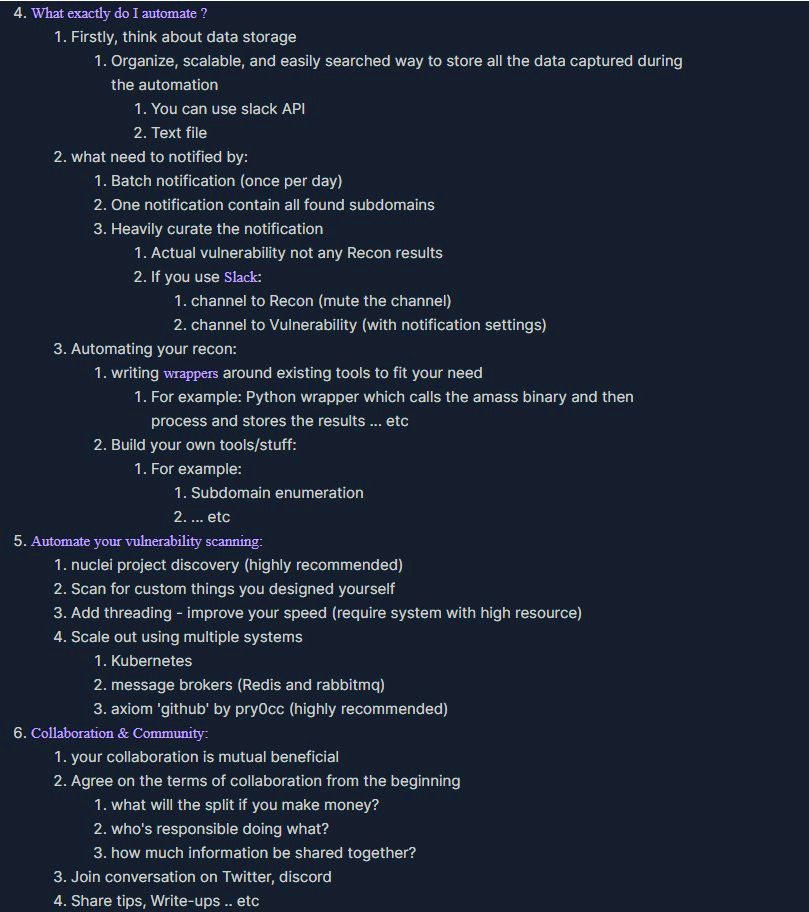 4. What exactly do I automate ?
1. Firstly, think about data storage
1. Organize, scalable, and easily searched way to store all the data captured during
the automation
1. You can use slack API
2. Text file
2. what need to notified by:
1. Batch notification (once per day)
2. One notification contain all found subdomains
3. Heavily curate the notification
1. Actual vulnerability not any Recon results
2. If you use Slack:
1. channel to Recon (mute the channel)
2. channel to Vulnerability (with notification settings)
3. Automating your recon:
1. writing wrappers around existing tools to fit your need
1. For example: Python wrapper which calls the amass binary and then
process and stores the results ... etc
2. Build your own tools/stuff:
1. For example:
1. Subdomain enumeration
2. ... etc
5. Automate your vulnerability scanning:
1. nuclei project discovery (highly recommended)
2. Scan for custom things you designed yourself
3. Add threading - improve your speed (require system with high resource)
4. Scale out using multiple systems
1. Kubernetes
2. message brokers (Redis and rabbitmq)
3. axiom 'github' by pry0cc (highly recommended)
6. Collaboration & Community:
1. your collaboration is mutual beneficial
2. Agree on the terms of collaboration from the beginning
1. what will the split if you make money?
2. who's responsible doing what?
3. how much information be shared together?
3. Join conversation on Twitter, discord
4. Share tips, Write-ups .. etc